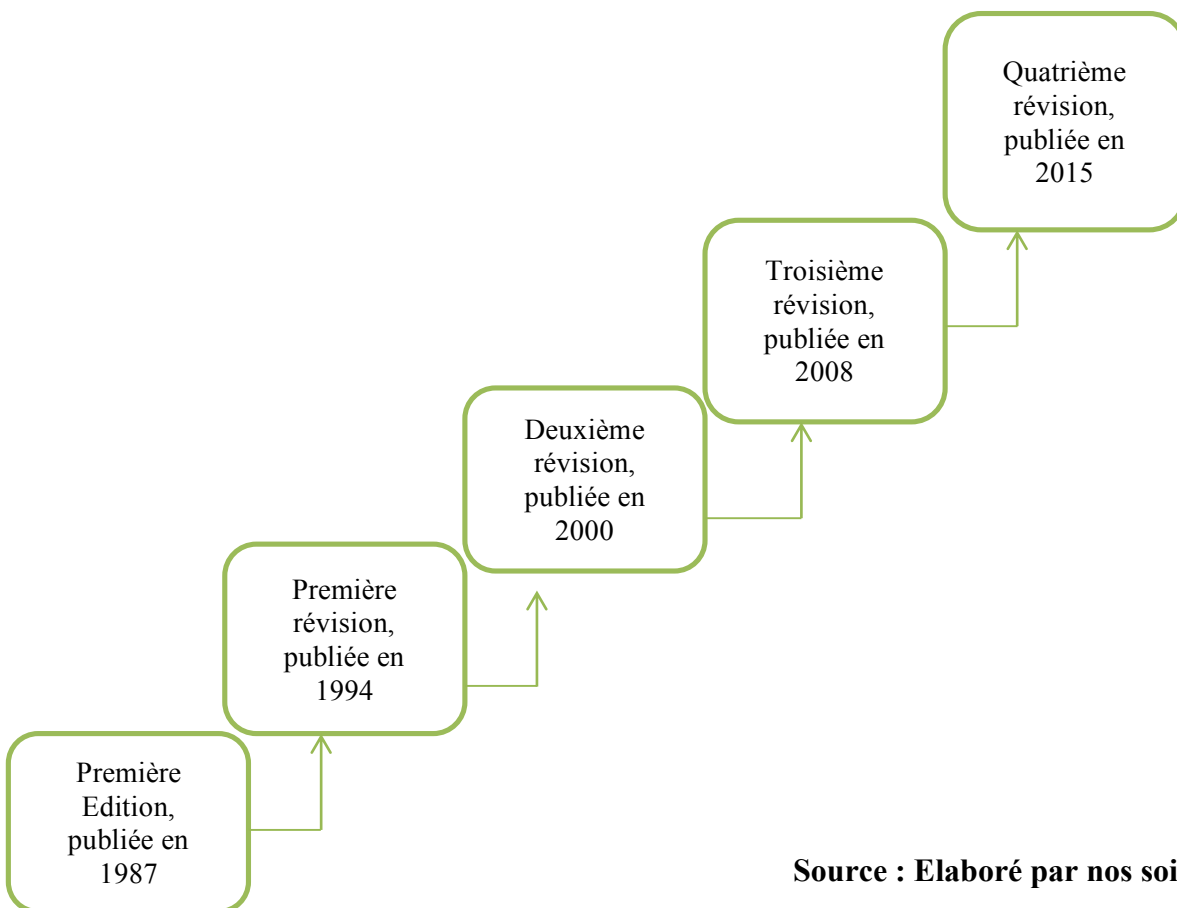 Quatrième
révision,
publiée en
2015
Troisième
révision,
publiée en
2008
Deuxième
révision,
publiée en
2000
Première
révision,
publiée en
1994
Première
Edition,
publiée en
1987
Source : Elaboré par nos soi